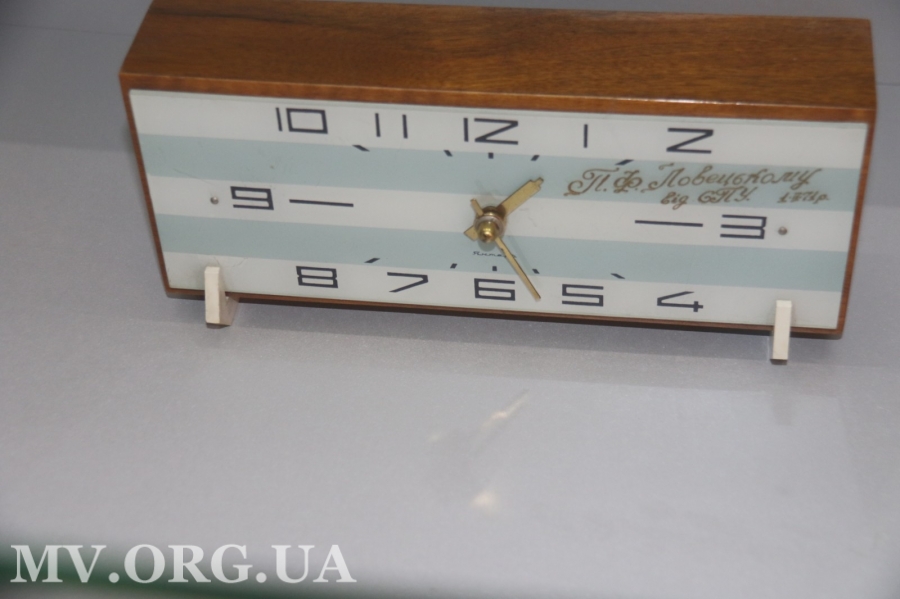 10 11 12 1 2
П. Ф. Ловецькому
від СПУ.
9 3
8 7 6 5 4
MV.ORG.UA